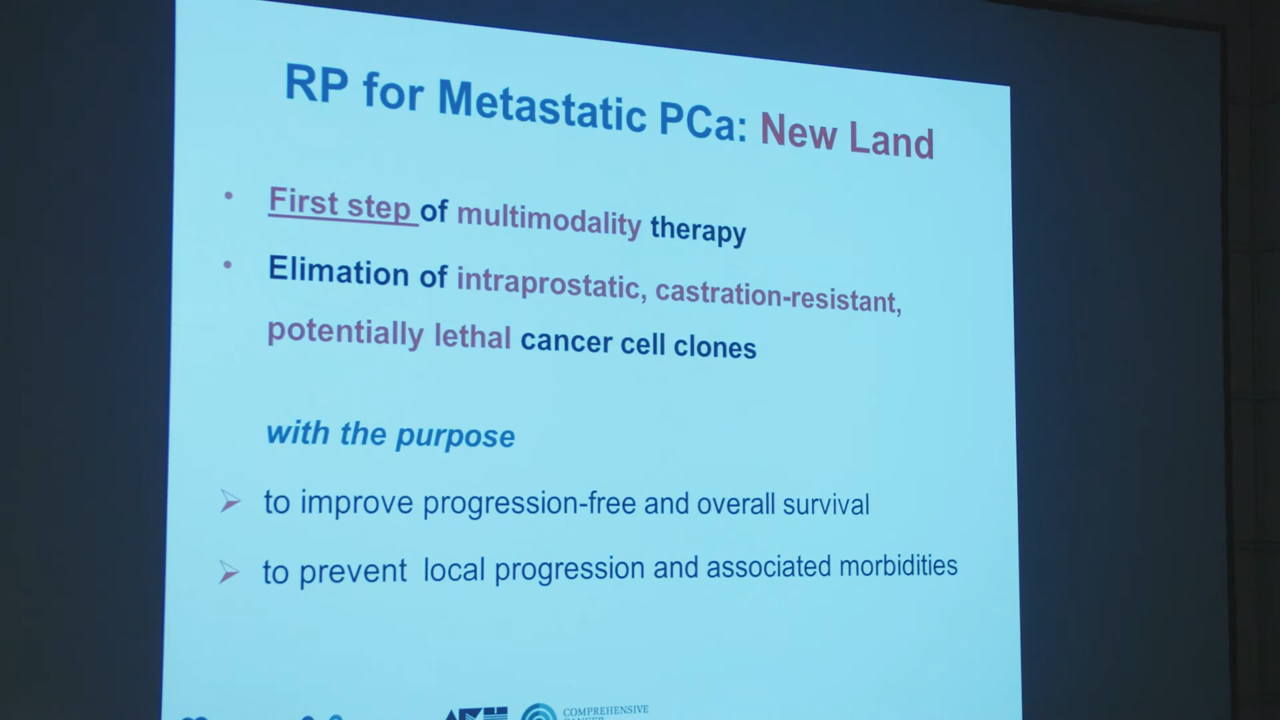 RP for Metastatic PCa: New Land
• First step of multimodality therapy
• Elimation of intraprostatic, castration-resistant,
potentially lethal cancer cell clones
with the purpose
➢ to improve progression-free and overall survival
➢ to prevent local progression and associated morbidities
COMPREHENSIVE